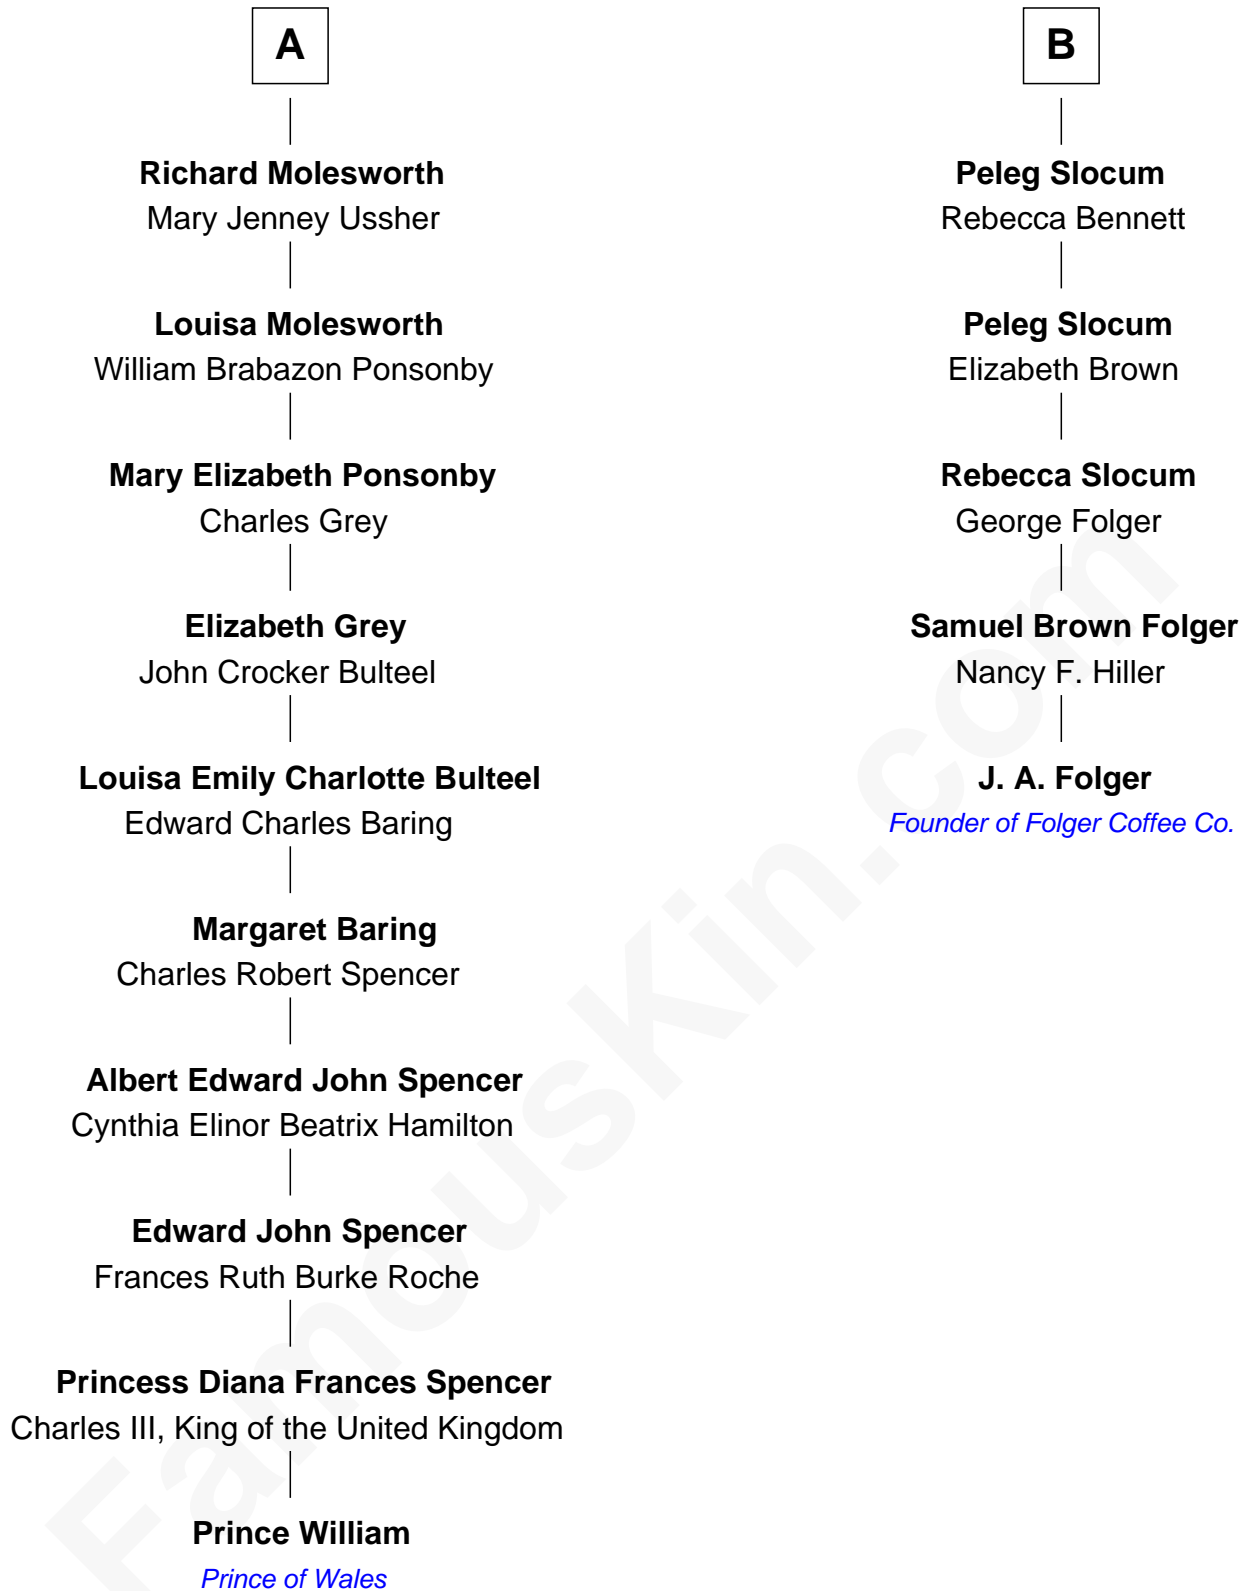 A
Richard Molesworth
Mary Jenney Ussher
Louisa Molesworth
William Brabazon Ponsonby
Mary Elizabeth Ponsonby
Charles Grey
Elizabeth Grey
John Crocker Bulteel
Louisa Emily Charlotte Bulteel
Edward Charles Baring
Margaret Baring
Charles Robert Spencer
Albert Edward John Spencer
Cynthia Elinor Beatrix Hamilton
Edward John Spencer
Frances Ruth Burke Roche
Princess Diana Frances Spencer
Charles III, King of the United Kingdom
Prince William
Prince of Wales
B
Peleg Slocum
Rebecca Bennett
Peleg Slocum
Elizabeth Brown
Rebecca Slocum
George Folger
Samuel Brown Folger
Nancy F. Hiller
J. A. Folger
Founder of Folger Coffee Co.
FamousKin.com